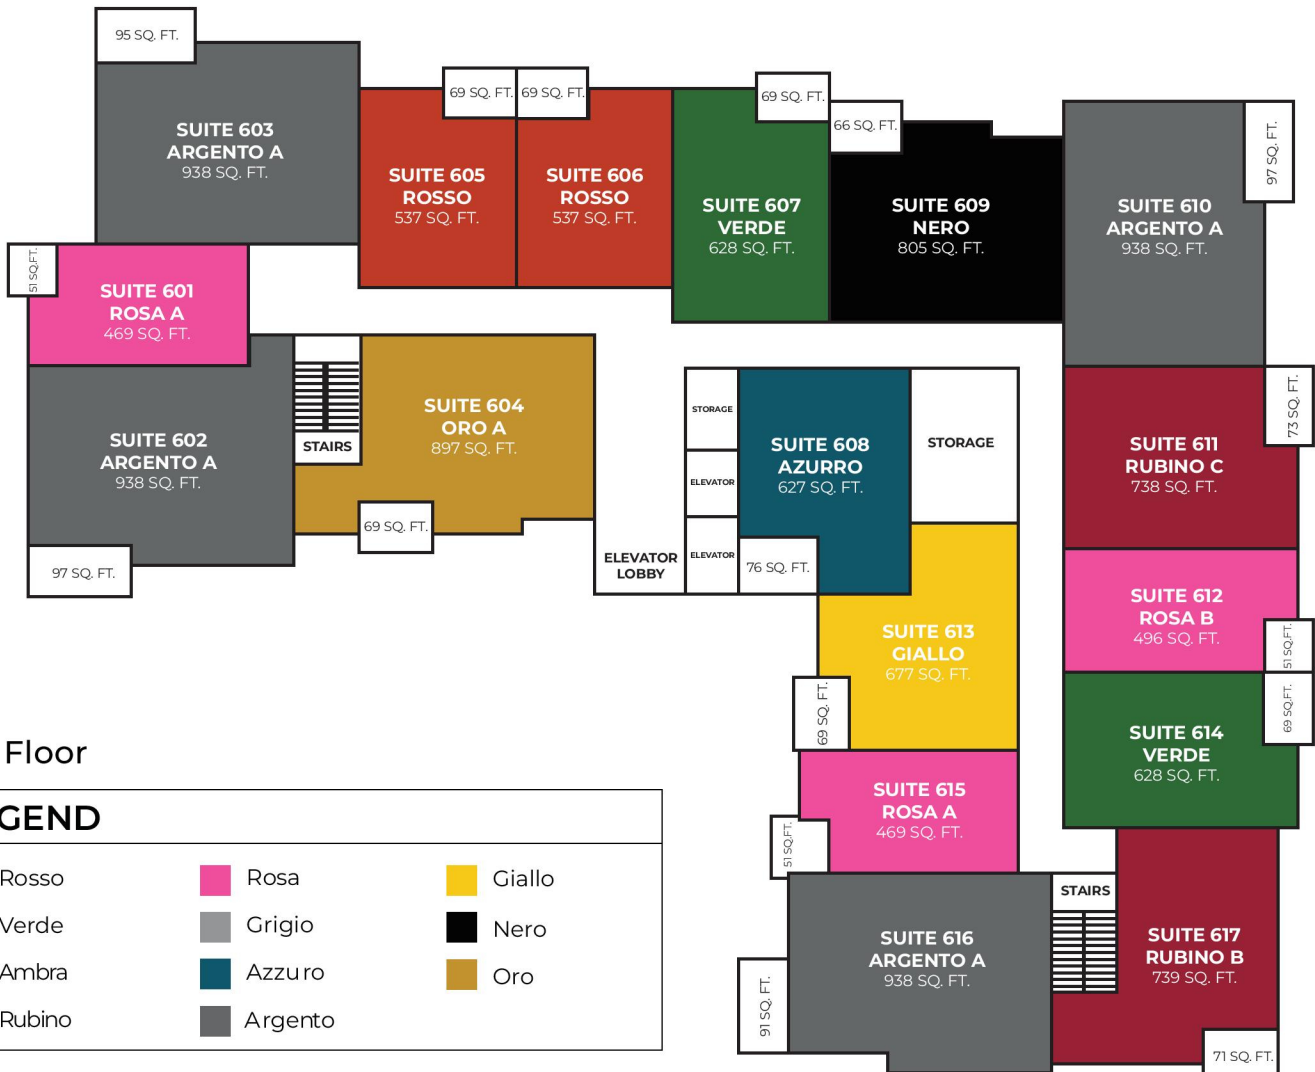 95 SQ. FT.
SUITE 603
ARGENTO A
938 SQ. FT.
69 SQ. FT.
69 SQ. FT.
SUITE 605
ROSSO
537 SQ. FT.
SUITE 606
ROSSO
537 SQ. FT.
69 SQ. FT.
SUITE 607
VERDE
628 SQ. FT.
66 SQ. FT.
SUITE 609
NERO
805 SQ. FT.
97 SQ. FT.
SUITE 610
ARGENTO A
938 SQ. FT.
51 SQ.FT.
SUITE 601
ROSA A
469 SQ. FT.
SUITE 602
ARGENTO A
938 SQ. FT.
97 SQ. FT.
STAIRS
SUITE 604
ORO A
897 SQ. FT.
69 SQ. FT.
ELEVATOR
LOBBY
STORAGE
ELEVATOR
ELEVATOR
SUITE 608
AZURRO
627 SQ. FT.
76 SQ. FT.
STORAGE
73 SQ. FT.
SUITE 611
RUBINO C
738 SQ. FT.
SUITE 612
ROSA B
496 SQ. FT.
51 SQ.FT.
SUITE 613
GIALLO
677 SQ. FT.
69 SQ. FT.
69 SQ.FT.
SUITE 614
VERDE
628 SQ. FT.
SUITE 615
ROSA A
469 SQ. FT.
51 SQ.FT.
STAIRS
SUITE 616
ARGENTO A
938 SQ. FT.
91 SQ. FT.
SUITE 617
RUBINO B
739 SQ. FT.
71 SQ. FT.
Floor
GEND
Rosso
Verde
Ambra
Rubino
Rosa
Grigio
Azzuro
Argento
Giallo
Nero
Oro